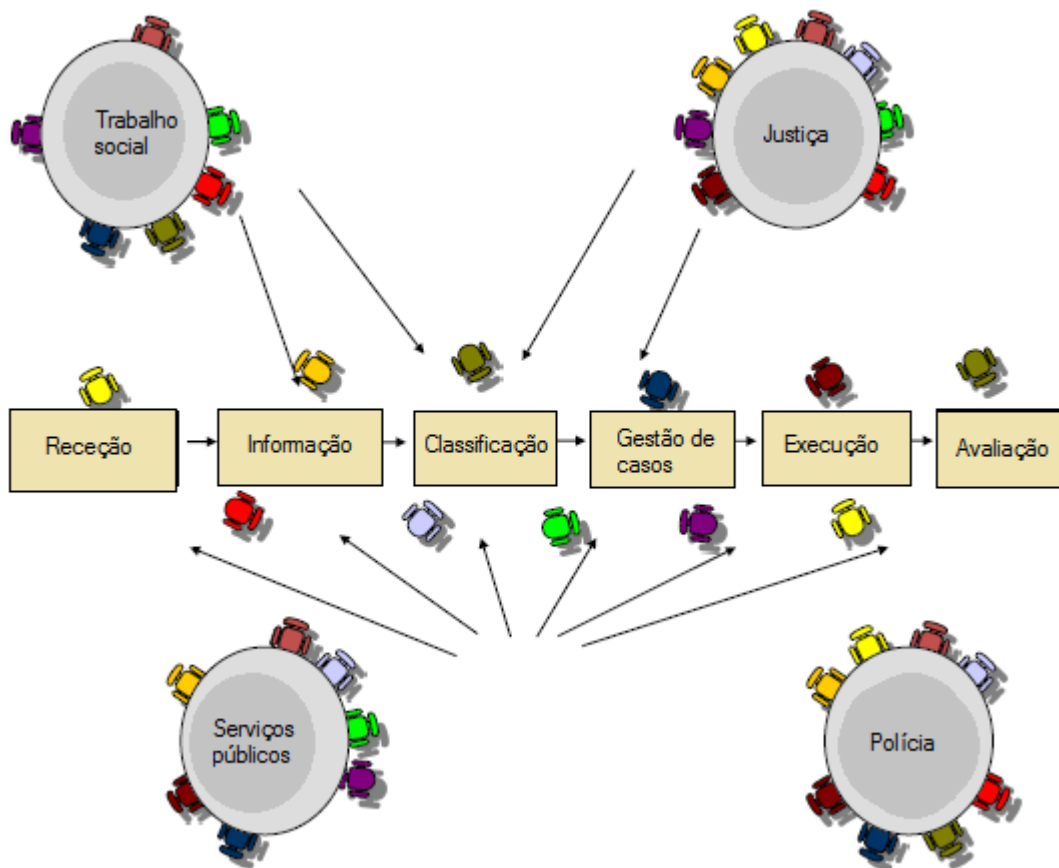 Trabalho
social
Justiça
Receção
Informação
Classificação
Gestão de
casos
Execução
Avaliação
Serviços
públicos
Polícia